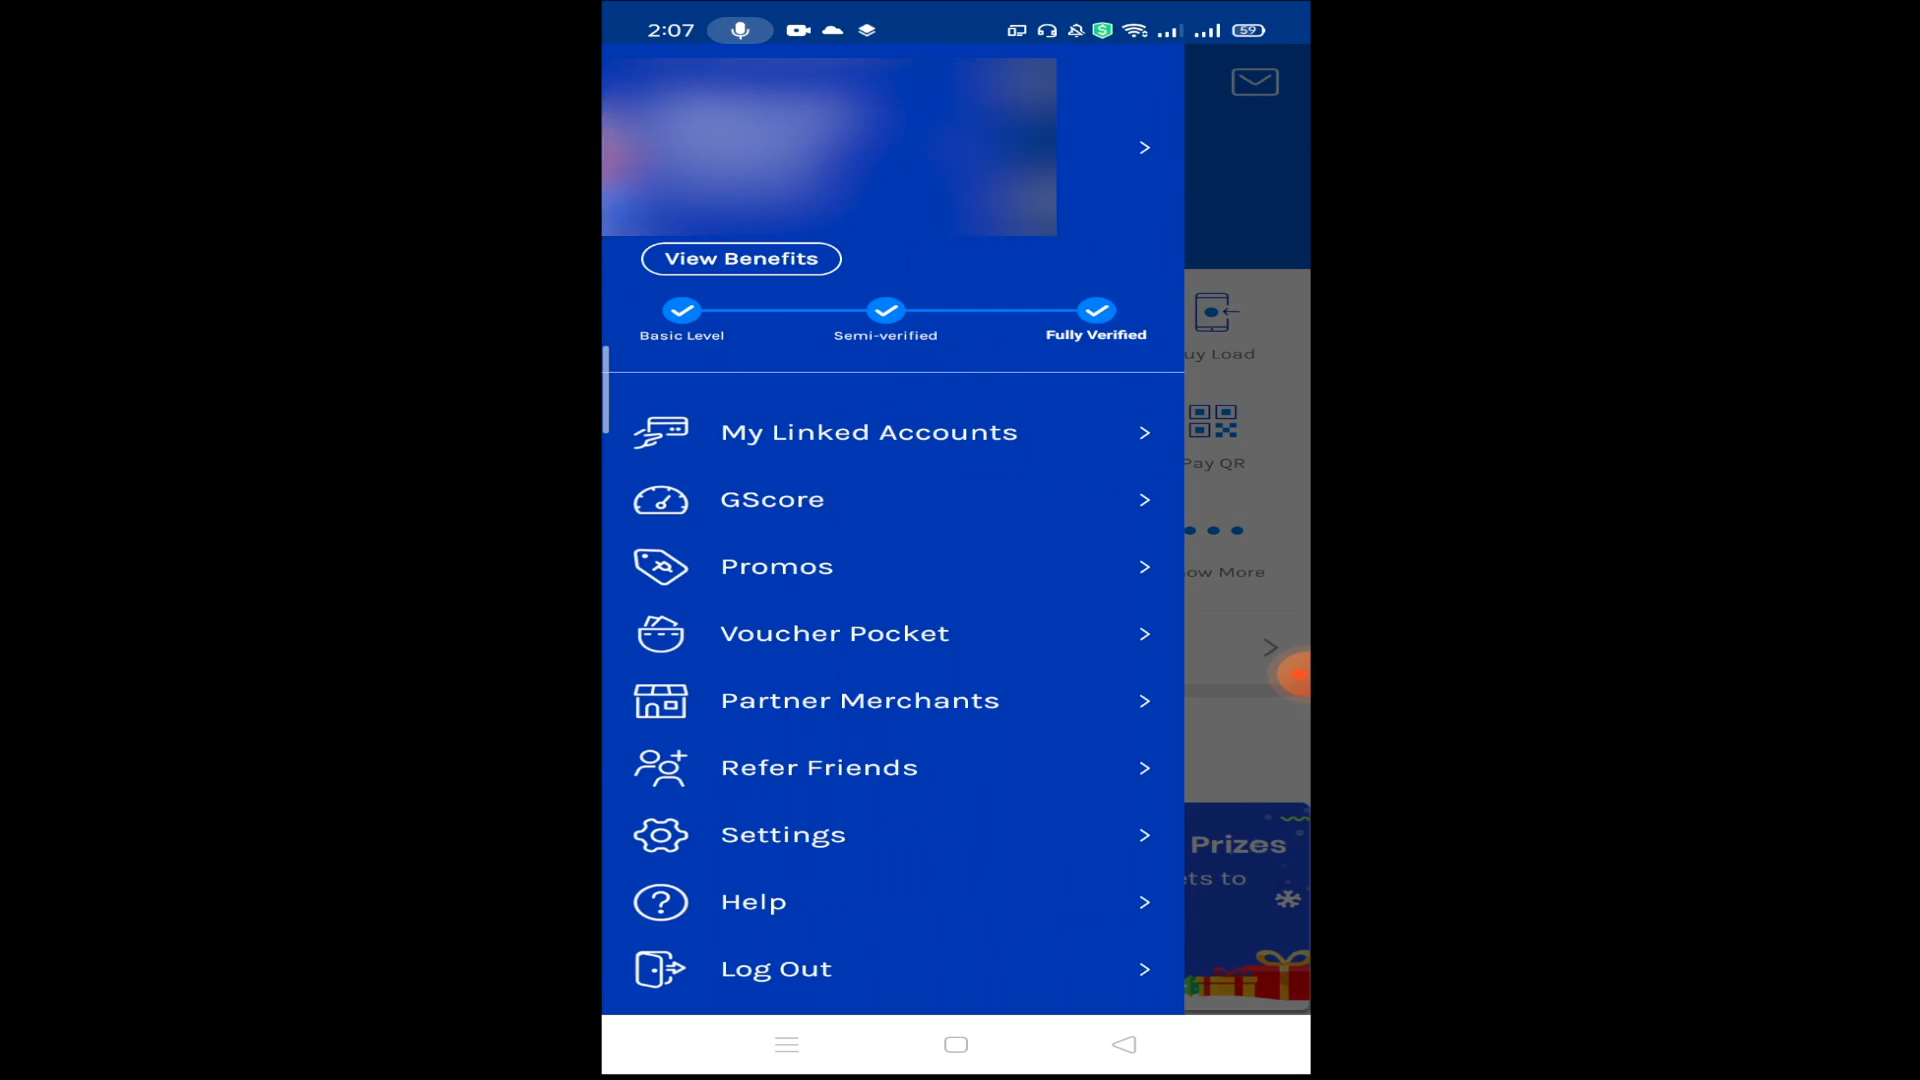 2:07
59
View Benefits
Basic Level Semi-verified Fully Verified
uy Load
My Linked Accounts
Pay QR
GScore
Promos
ow More
Voucher Pocket
Partner Merchants
Refer Friends
Settings
Prizes
ets to
Help
Log Out